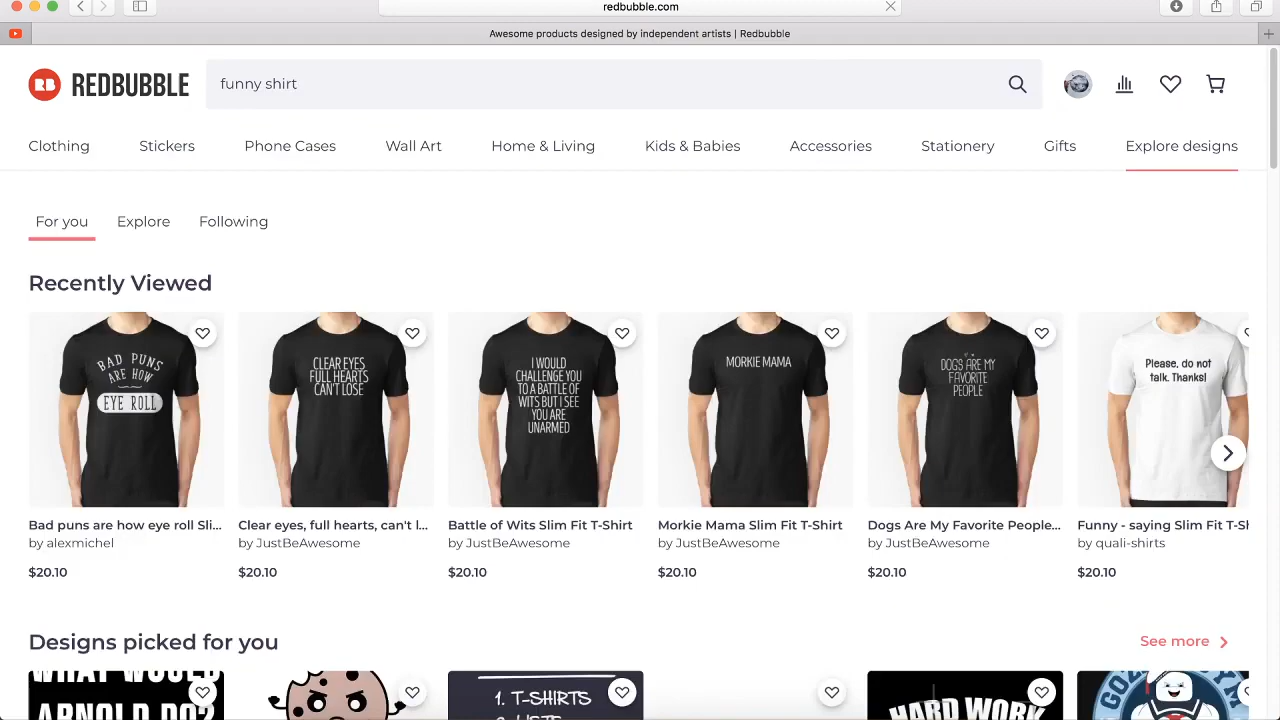 redbubble.com
Awesome products designed by independent artists | Redbubble
RB REDBUBBLE
funny shirt
Clothing Stickers Phone Cases Wall Art Home & Living Kids & Babies Accessories Stationery Gifts Explore designs
For you Explore Following
Recently Viewed
BAD PUNS
ARE HOW
EYE ROLL
CLEAR EYES
FULL HEARTS
CAN'T LOSE
I WOULD
CHALLENGE YOU
TO A BATTLE OF
WITS BUT I SEE
YOU ARE
UNARMED
MORKIE MAMA
DOGS ARE MY
FAVORITE
PEOPLE
Please, do not
talk. Thanks!
Bad puns are how eye roll Sli... Clear eyes, full hearts, can't l... Battle of Wits Slim Fit T-Shirt Morkie Mama Slim Fit T-Shirt Dogs Are My Favorite People... Funny - saying Slim Fit T-Sh
by alexmichel by JustBeAwesome by JustBeAwesome by JustBeAwesome by JustBeAwesome by quali-shirts
$20.10 $20.10 $20.10 $20.10 $20.10 $20.10
Designs picked for you
See more
WHAT WOULD
ARNOLD DO?
1. T-SHIRTS
HARD WORK